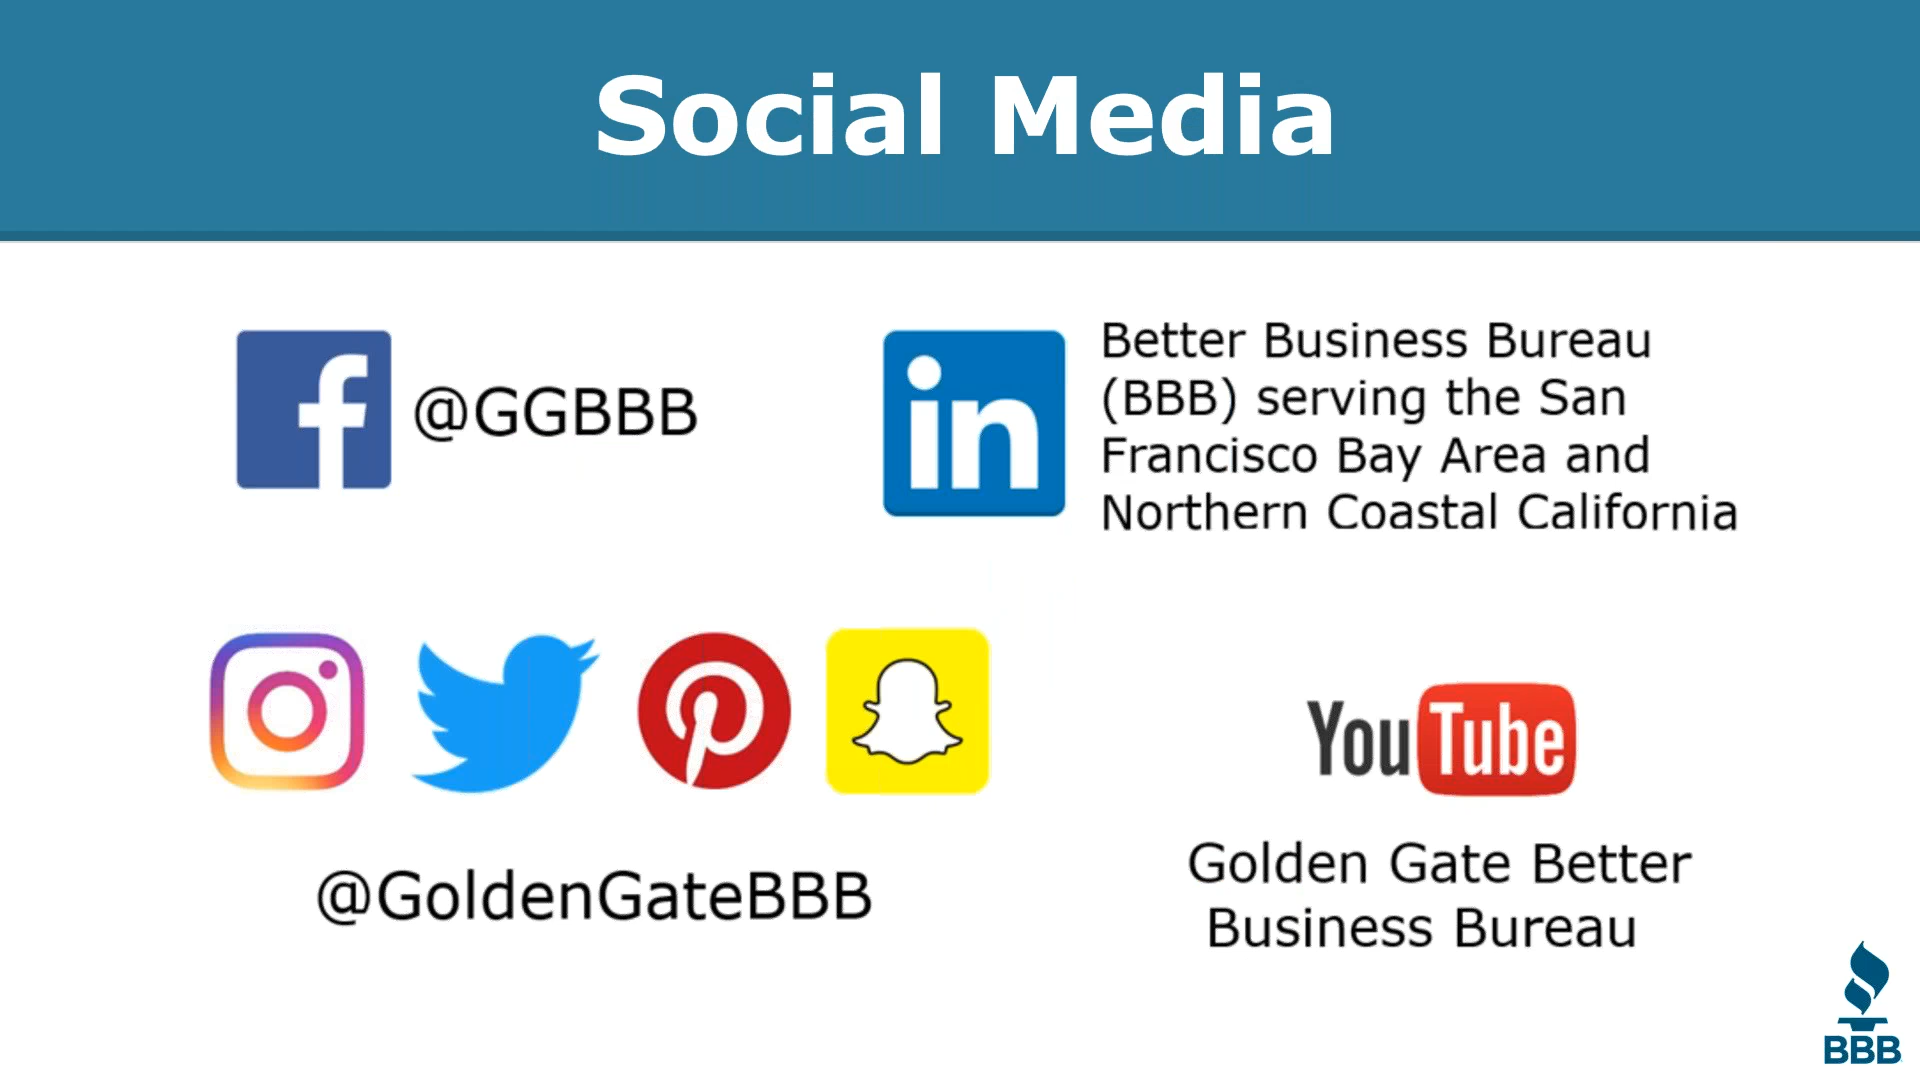 Social Media
@GGBBB
in
Better Business Bureau
(BBB) serving the San
Francisco Bay Area and
Northern Coastal California
@GoldenGateBBB
YouTube
Golden Gate Better
Business Bureau
BBB